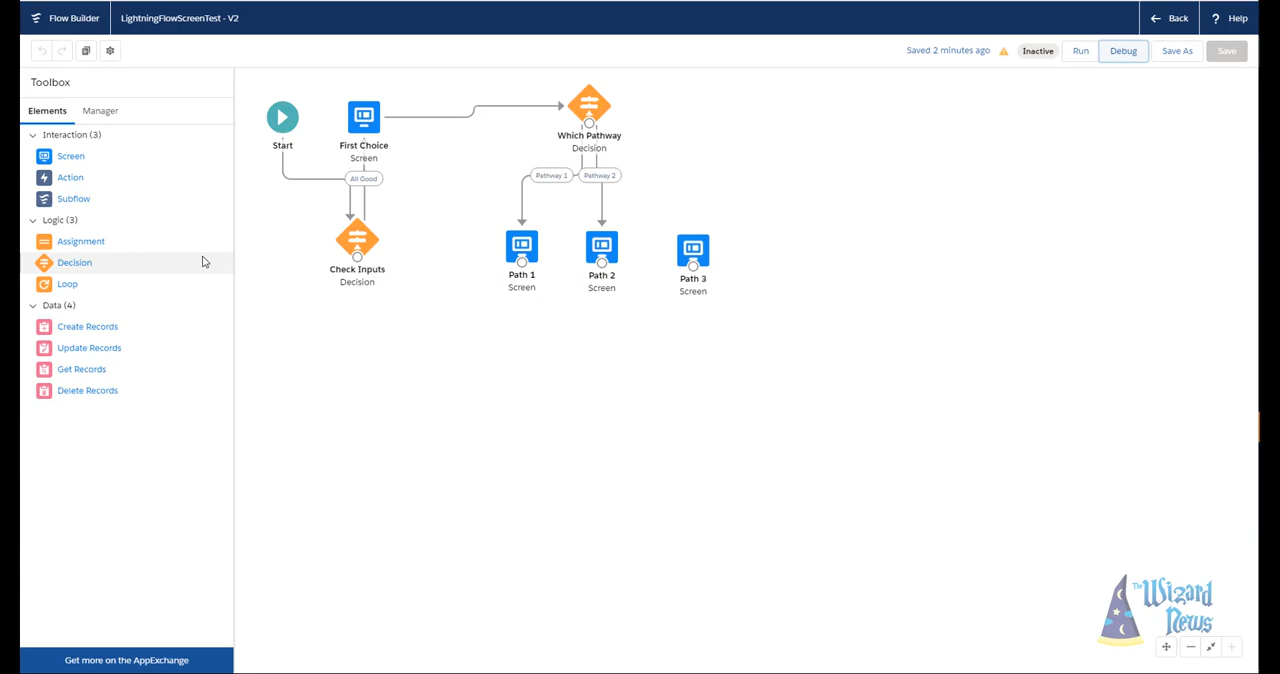 Flow Builder
LightningFlowScreenTest - V2
Back
? Help
Saved 2 minutes ago
Inactive
Run
Debug
Save As
Save
Toolbox
Elements
Manager
Interaction (3)
Screen
Action
Subflow
Logic (3)
Assignment
Decision
Loop
Data (4)
Create Records
Update Records
Get Records
Delete Records
Get more on the AppExchange
Start
First Choice
Screen
All Good
Check Inputs
Decision
Which Pathway
Decision
Pathway 1
Pathway 2
Path 1
Screen
Path 2
Screen
Path 3
Screen
The
Wizard
News